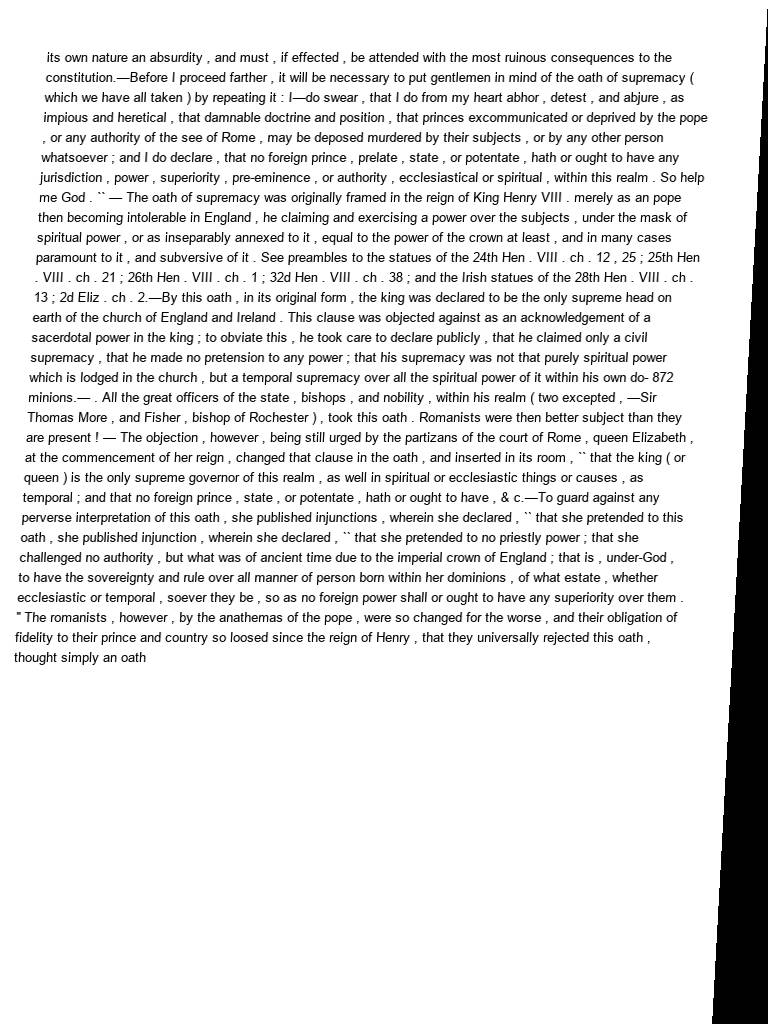 its own nature an absurdity , and must , if effected , be attended with the most ruinous consequences to the
constitution.—Before I proceed farther , it will be necessary to put gentlemen in mind of the oath of supremacy (
which we have all taken ) by repeating it : I—do swear , that I do from my heart abhor , detest , and abjure , as
impious and heretical , that damnable doctrine and position , that princes excommunicated or deprived by the pope
, or any authority of the see of Rome , may be deposed murdered by their subjects , or by any other person
whatsoever ; and I do declare , that no foreign prince , prelate , state , or potentate , hath or ought to have any
jurisdiction , power , superiority , pre-eminence , or authority , ecclesiastical or spiritual , within this realm . So help
me God . `` — The oath of supremacy was originally framed in the reign of King Henry VIII . merely as an pope
then becoming intolerable in England , he claiming and exercising a power over the subjects , under the mask of
spiritual power , or as inseparably annexed to it , equal to the power of the crown at least , and in many cases
paramount to it , and subversive of it . See preambles to the statues of the 24th Hen . VIII . ch . 12 , 25 ; 25th Hen
. VIII . ch . 21 ; 26th Hen . VIII . ch . 1 ; 32d Hen . VIII . ch . 38 ; and the Irish statues of the 28th Hen . VIII . ch .
13 ; 2d Eliz . ch . 2.—By this oath , in its original form , the king was declared to be the only supreme head on
earth of the church of England and Ireland . This clause was objected against as an acknowledgement of a
sacerdotal power in the king ; to obviate this , he took care to declare publicly , that he claimed only a civil
supremacy , that he made no pretension to any power ; that his supremacy was not that purely spiritual power
which is lodged in the church , but a temporal supremacy over all the spiritual power of it within his own do- 872
minions.— . All the great officers of the state , bishops , and nobility , within his realm ( two excepted , —Sir
Thomas More , and Fisher , bishop of Rochester ) , took this oath . Romanists were then better subject than they
are present ! — The objection , however , being still urged by the partizans of the court of Rome , queen Elizabeth ,
at the commencement of her reign , changed that clause in the oath , and inserted in its room , `` that the king ( or
queen ) is the only supreme governor of this realm , as well in spiritual or ecclesiastic things or causes , as
temporal ; and that no foreign prince , state , or potentate , hath or ought to have , & c.—To guard against any
perverse interpretation of this oath , she published injunctions , wherein she declared , `` that she pretended to this
oath , she published injunction , wherein she declared , `` that she pretended to no priestly power ; that she
challenged no authority , but what was of ancient time due to the imperial crown of England ; that is , under-God ,
to have the sovereignty and rule over all manner of person born within her dominions , of what estate , whether
ecclesiastic or temporal , soever they be , so as no foreign power shall or ought to have any superiority over them .
'' The romanists , however , by the anathemas of the pope , were so changed for the worse , and their obligation of
fidelity to their prince and country so loosed since the reign of Henry , that they universally rejected this oath ,
thought simply an oath